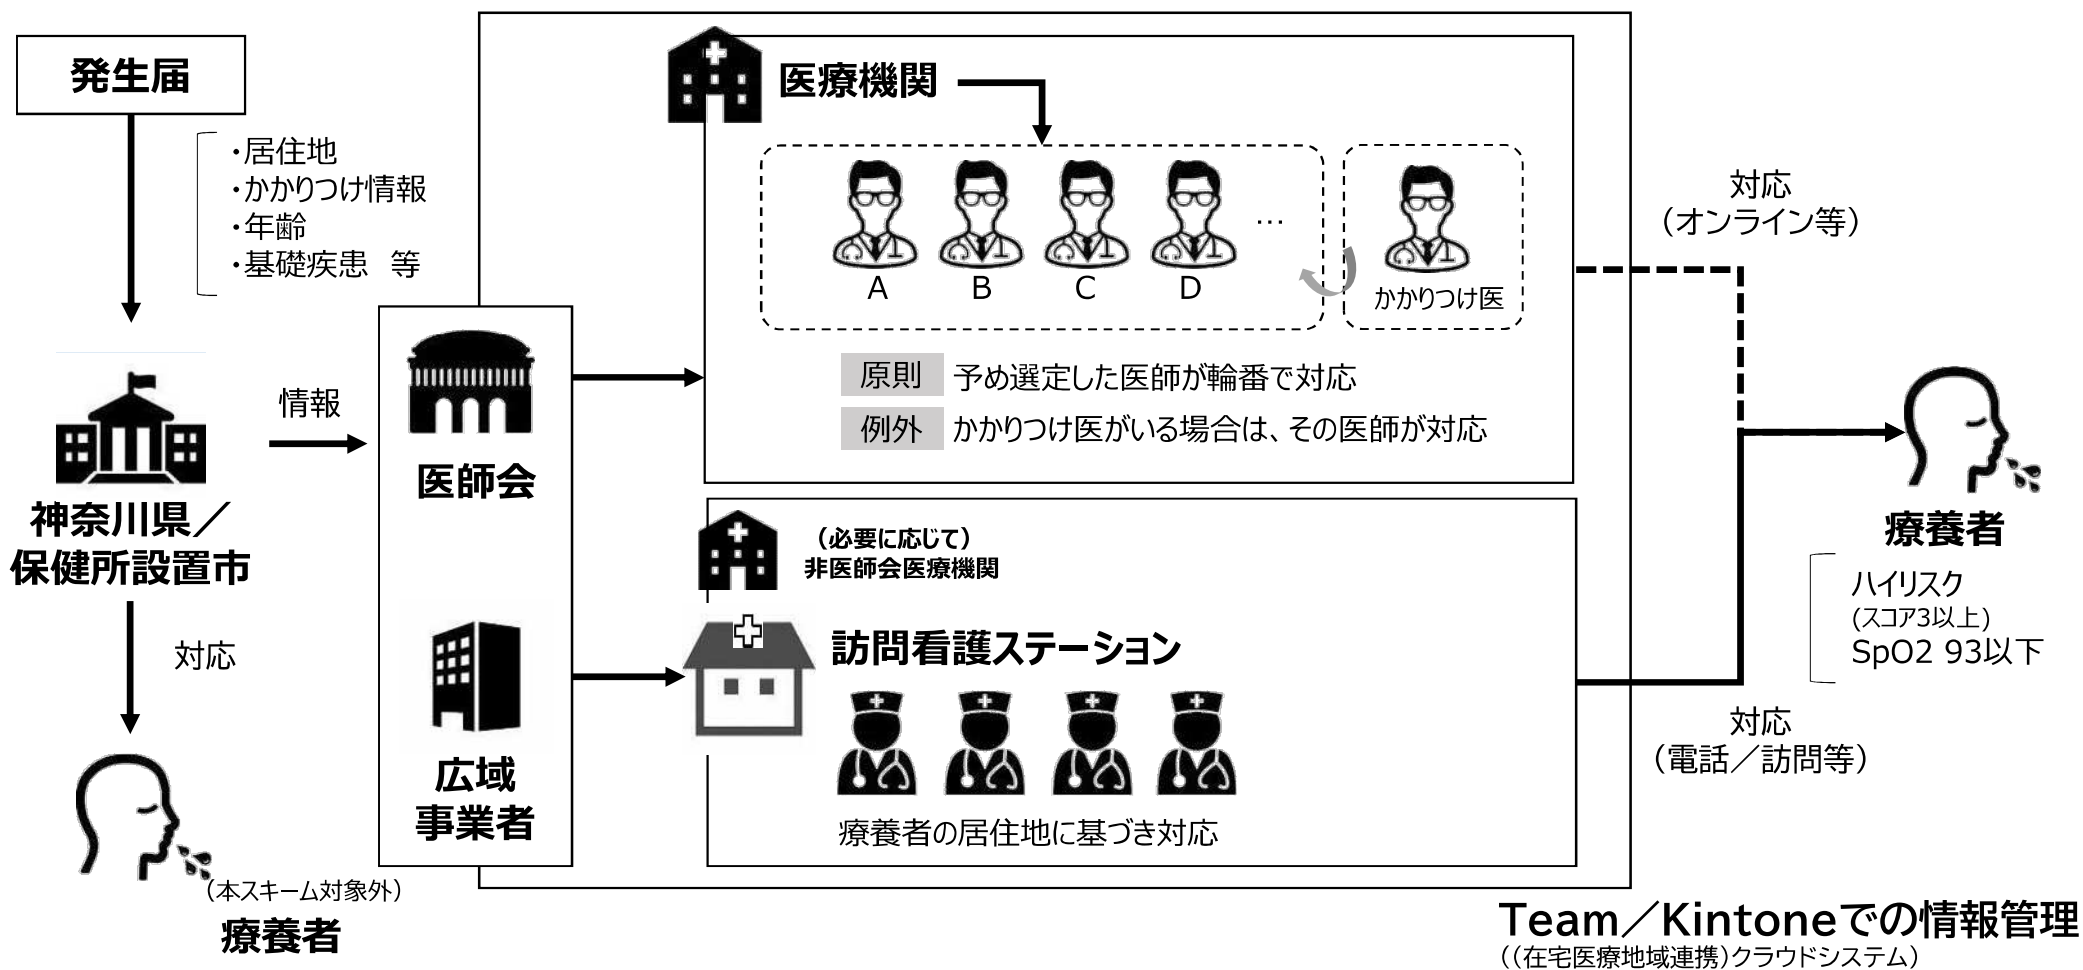 発生届
・居住地
・かかりつけ情報
・年齢
・基礎疾患　等
神奈川県／
保健所設置市
情報
対応
（本スキーム対象外）
療養者
医師会
広域
事業者
医療機関
A
B
C
D
…
かかりつけ医
原則 予め選定した医師が輪番で対応
例外 かかりつけ医がいる場合は、その医師が対応
（必要に応じて）
非医師会医療機関
訪問看護ステーション
療養者の居住地に基づき対応
対応
（オンライン等）
療養者
ハイリスク
(スコア3以上)
SpO2 93以下
対応
（電話／訪問等）
Team／Kintoneでの情報管理
（(在宅医療地域連携)クラウドシステム）